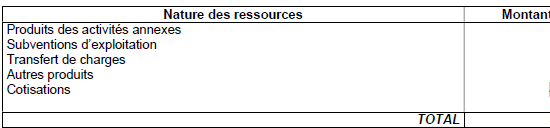 Nature des ressources Montant
Produits des activités annexes
Subventions d'exploitation
Transfert de charges
Autres produits
Cotisations
TOTAL